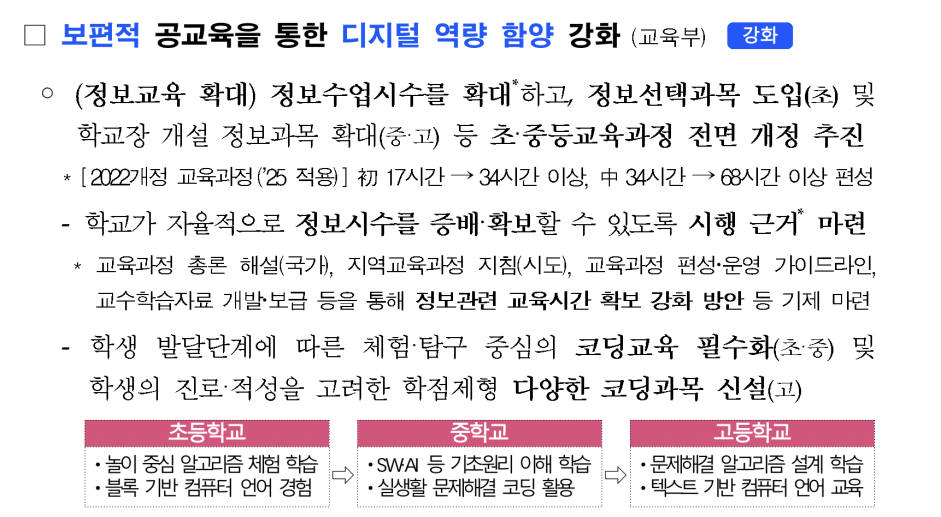 □ 보편적 공교육을 통한 디지털 역량 함양 강화 (교육부) 강화
○ (정보교육 확대) 정보수업시수를 확대*하고, 정보선택과목 도입(초) 및
학교장 개설 정보과목 확대(중·고) 등 초·중등교육과정 전면 개정 추진
* [ 2022개정 교육과정('25 적용) ] 初 17시간 → 34시간 이상, 中 34시간 → 68시간 이상 편성
- 학교가 자율적으로 정보시수를 증배·확보할 수 있도록 시행 근거* 마련
* 교육과정 총론 해설(국가), 지역교육과정 지침(시도), 교육과정 편성·운영 가이드라인,
교수학습자료 개발·보급 등을 통해 정보관련 교육시간 확보 강화 방안 등 기제 마련
- 학생 발달단계에 따른 체험·탐구 중심의 코딩교육 필수화(초·중) 및
학생의 진로·적성을 고려한 학점제형 다양한 코딩과목 신설(고)
초등학교
• 놀이 중심 알고리즘 체험 학습
• 블록 기반 컴퓨터 언어 경험
⇨
중학교
• SW·AI 등 기초원리 이해 학습
• 실생활 문제해결 코딩 활용
⇨
고등학교
• 문제해결 알고리즘 설계 학습
• 텍스트 기반 컴퓨터 언어 교육